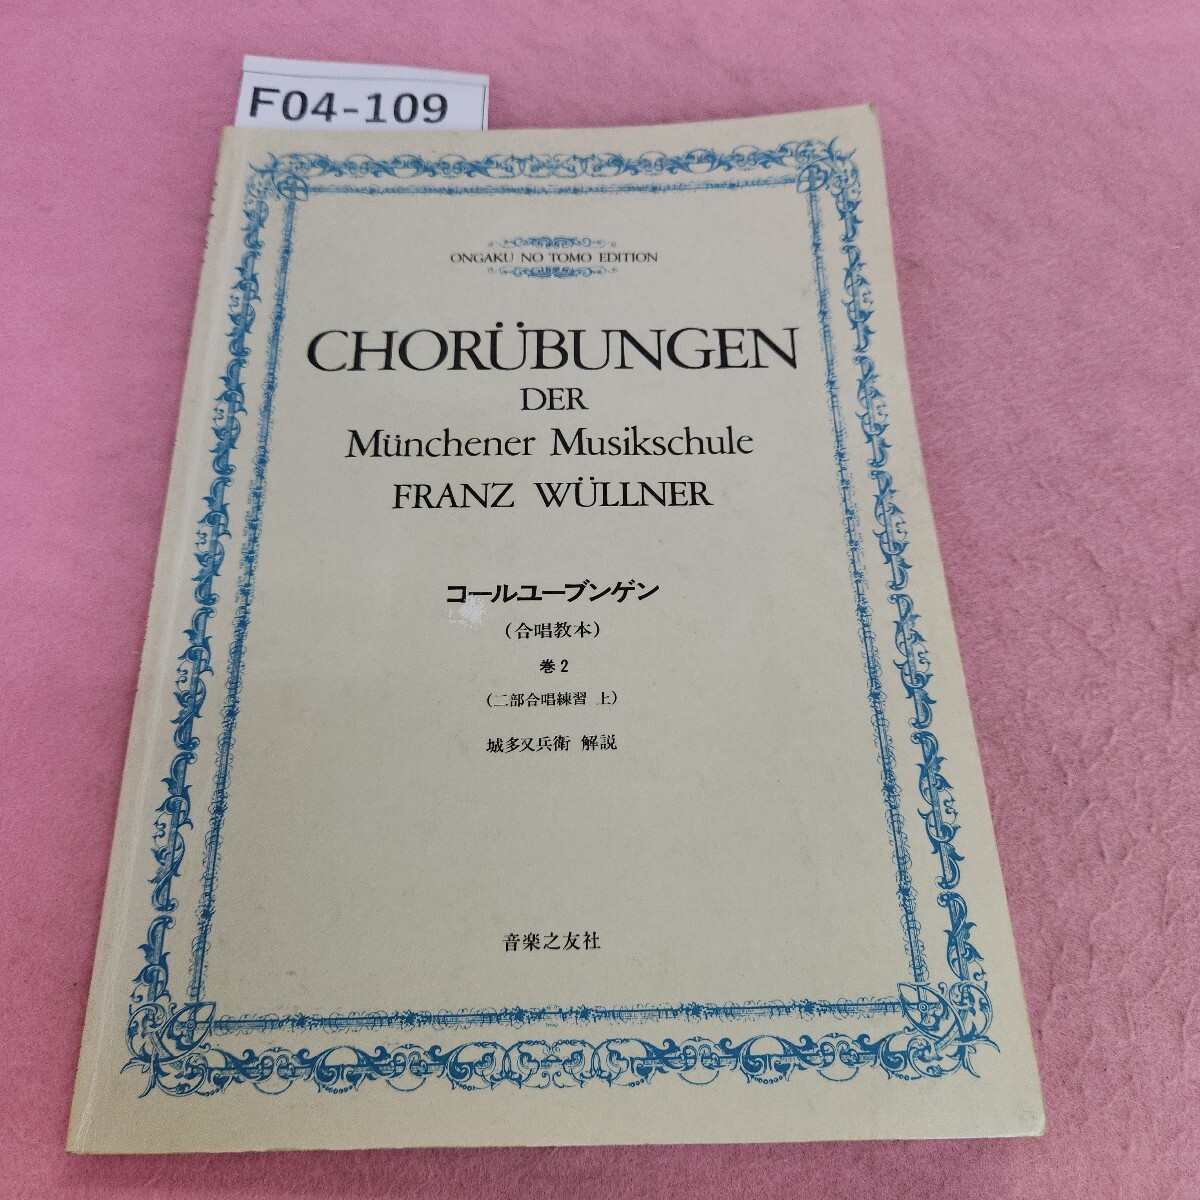 F04-109
ONGAKU NO TOMO EDITION
CHORÜBUNGEN
DER
Münchener Musikschule
FRANZ WÜLLNER
コールユーブンゲン
(合唱教本)
巻2
(二部合唱練習 上)
城多又兵衛 解説
音楽之友社